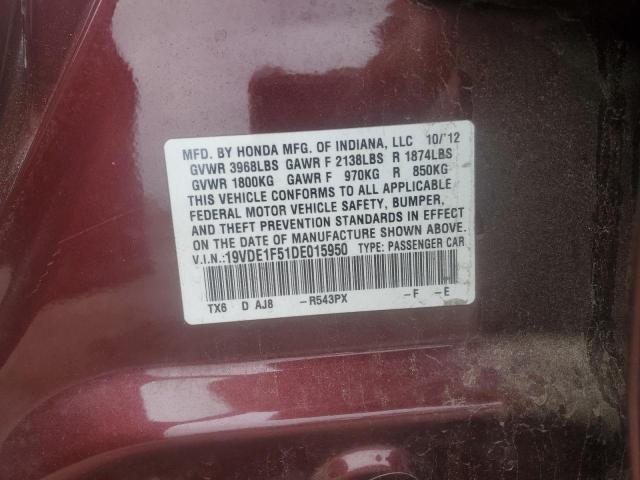 MFD. BY HONDA MFG. OF INDIANA, LLC 10/'12
GVWR 3968LBS GAWR F 2138LBS R 1874LBS
GVWR 1800KG GAWR F 970KG R 850KG
THIS VEHICLE CONFORMS TO ALL APPLICABLE
FEDERAL MOTOR VEHICLE SAFETY, BUMPER,
AND THEFT PREVENTION STANDARDS IN EFFECT
ON THE DATE OF MANUFACTURE SHOWN ABOVE.
V.I.N.:19VDE1F51DE015950 TYPE: PASSENGER CAR
TX6 D AJ8 -R543PX -F -E